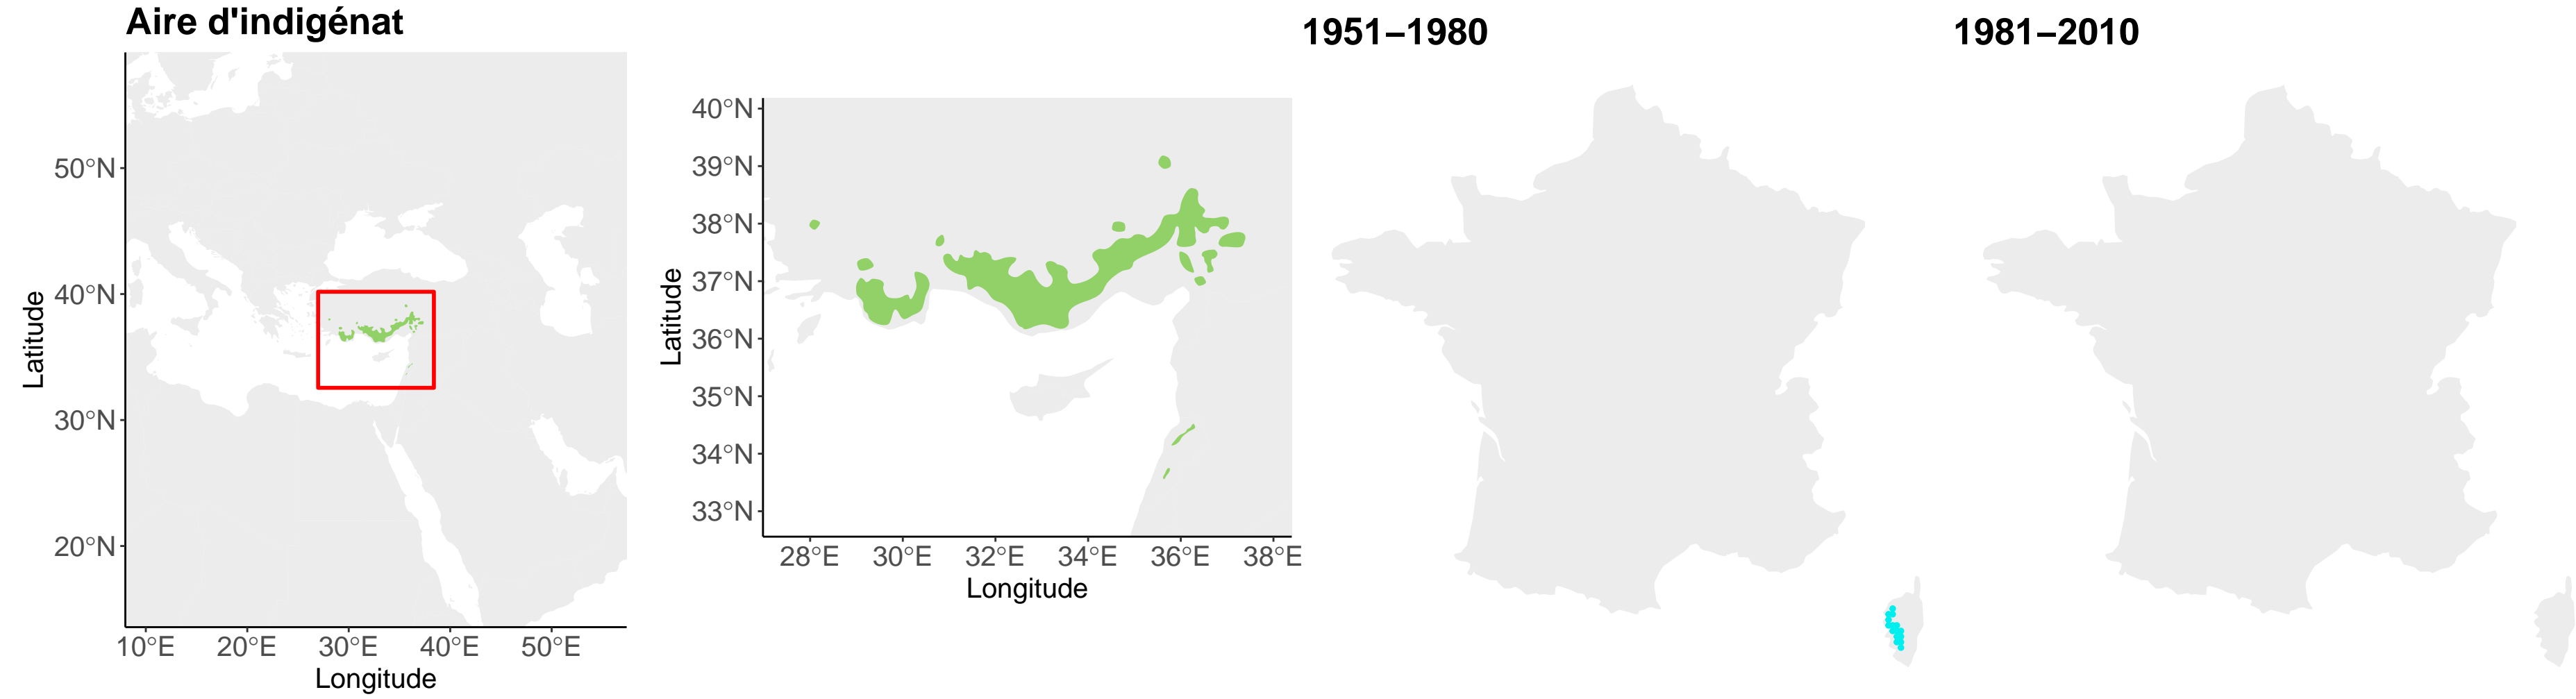 Aire d'indigénat
50°N
40°N
30°N
20°N
Latitude
10°E 20°E 30°E 40°E 50°E
Longitude
40°N
39°N
38°N
37°N
36°N
35°N
34°N
33°N
Latitude
28°E 30°E 32°E 34°E 36°E 38°E
Longitude
1951–1980
1981–2010